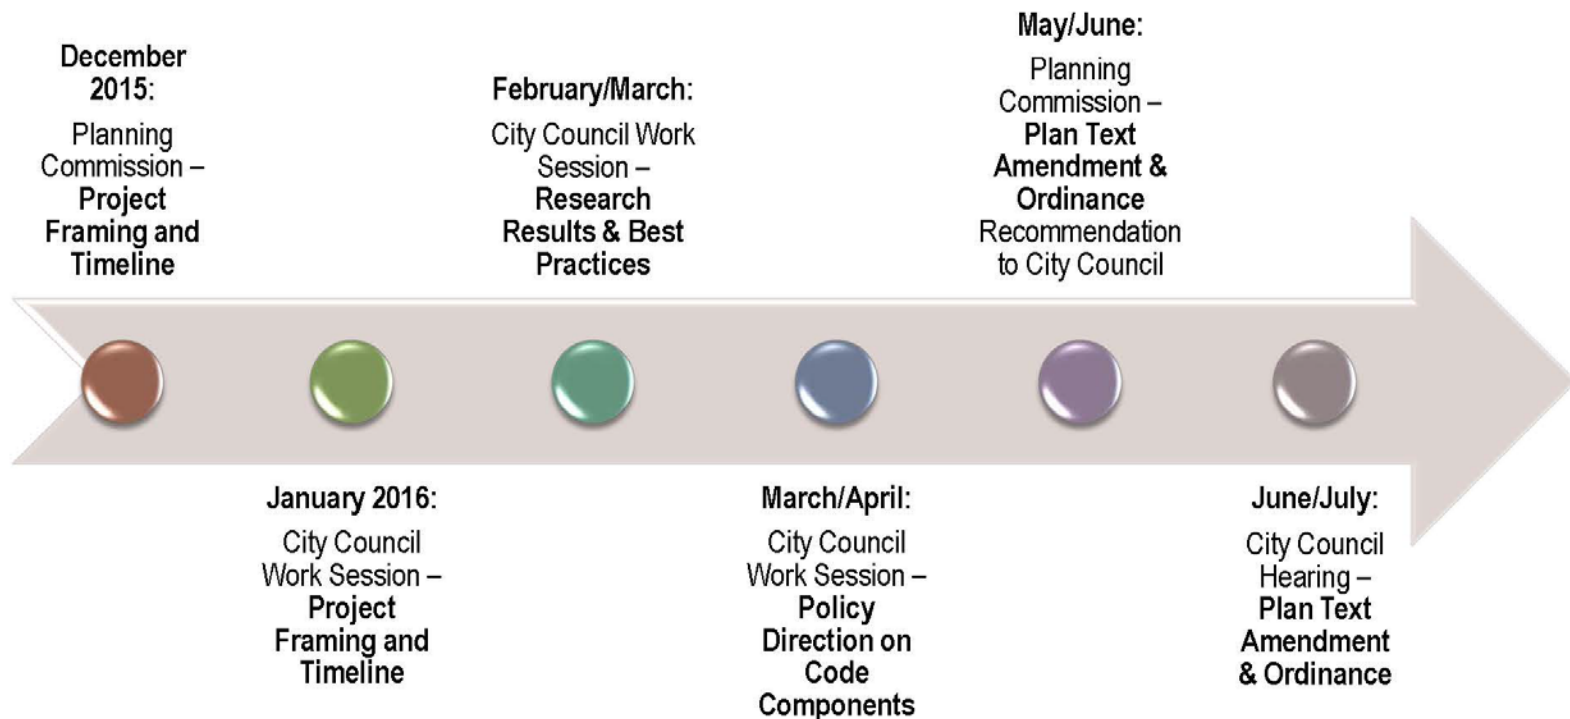 December
2015:
Planning
Commission –
Project
Framing and
Timeline
January 2016:
City Council
Work Session –
Project
Framing and
Timeline
February/March:
City Council Work
Session –
Research
Results & Best
Practices
March/April:
City Council
Work Session –
Policy
Direction on
Code
Components
May/June:
Planning
Commission –
Plan Text
Amendment &
Ordinance
Recommendation
to City Council
June/July:
City Council
Hearing –
Plan Text
Amendment
& Ordinance